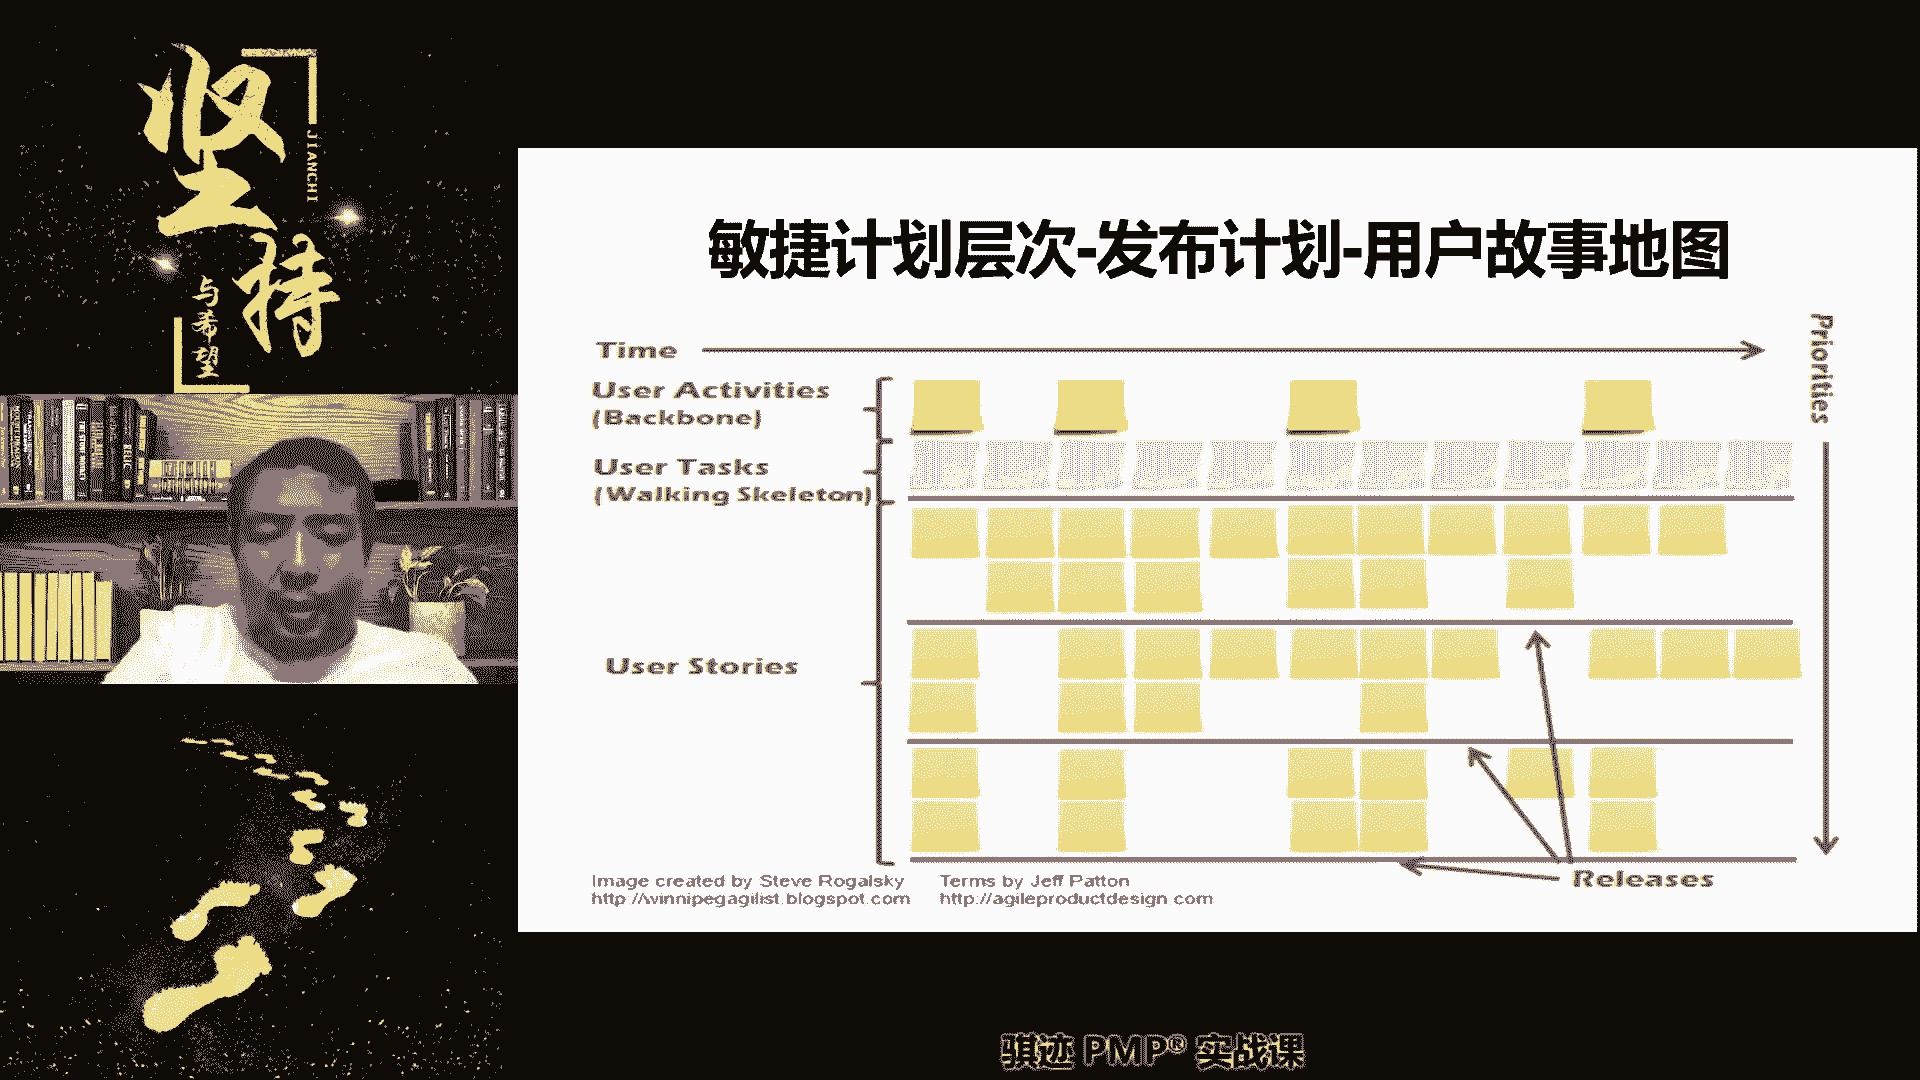 坚持
JIANCHI
与希望
敏捷计划层次-发布计划-用户故事地图
Time
Priorities
User Activities
(Backbone)
User Tasks
(Walking Skeleton)
User Stories
Releases
Image created by Steve Rogalsky
http://winnipegagilist.blogspot.com
Terms by Jeff Patton
http://agileproductdesign.com
骐迹 PMP® 实战课